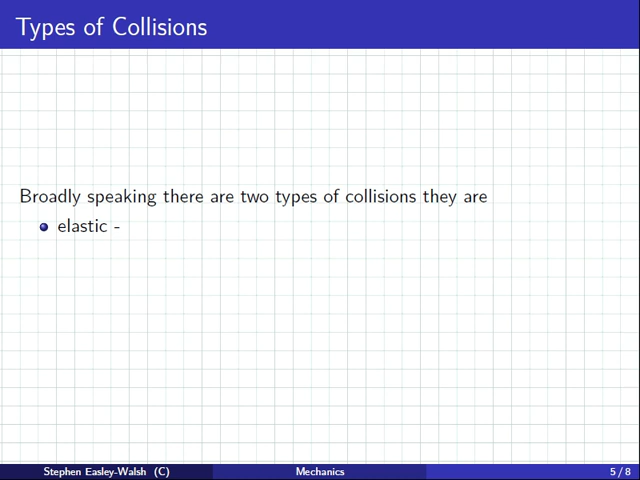 Types of Collisions
Broadly speaking there are two types of collisions they are
elastic -
Stephen Easley-Walsh (C) Mechanics 5 / 8